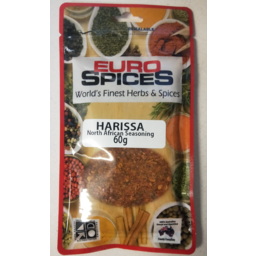 EURO
SPICES
World's Finest Herbs & Spices
HARISSA
North African Seasoning
60g